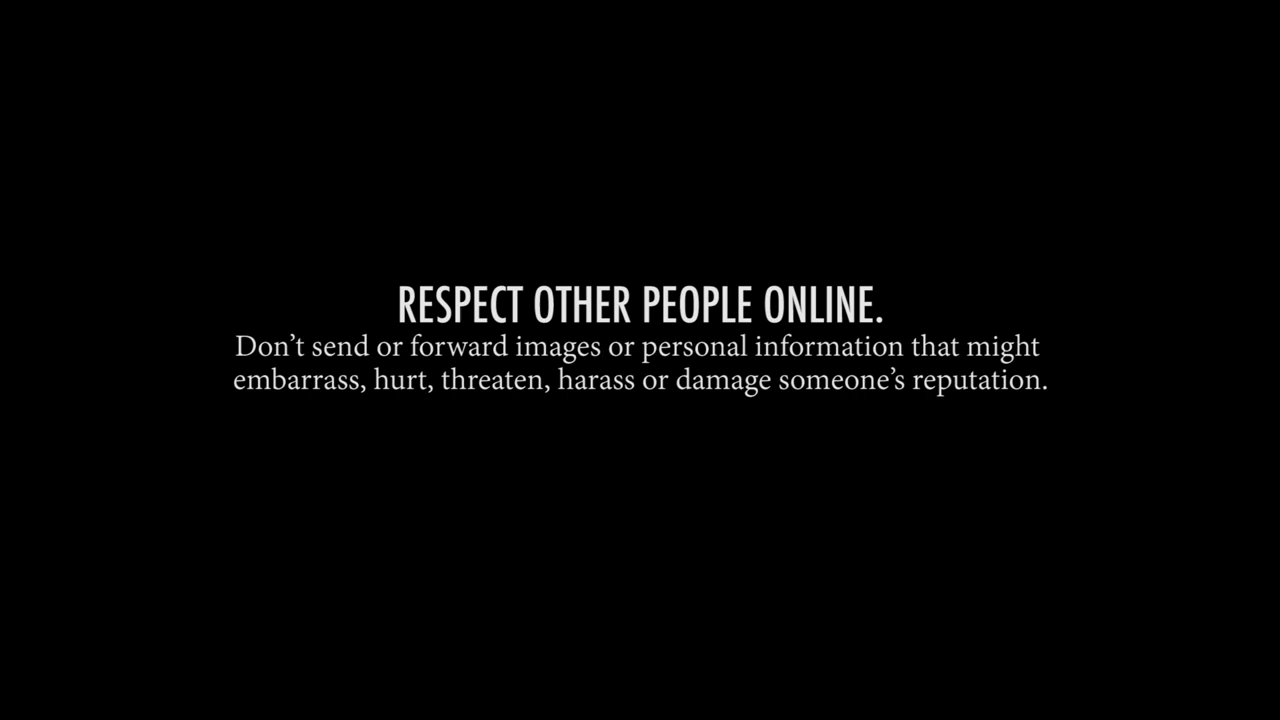 RESPECT OTHER PEOPLE ONLINE.
Don’t send or forward images or personal information that might
embarrass, hurt, threaten, harass or damage someone’s reputation.